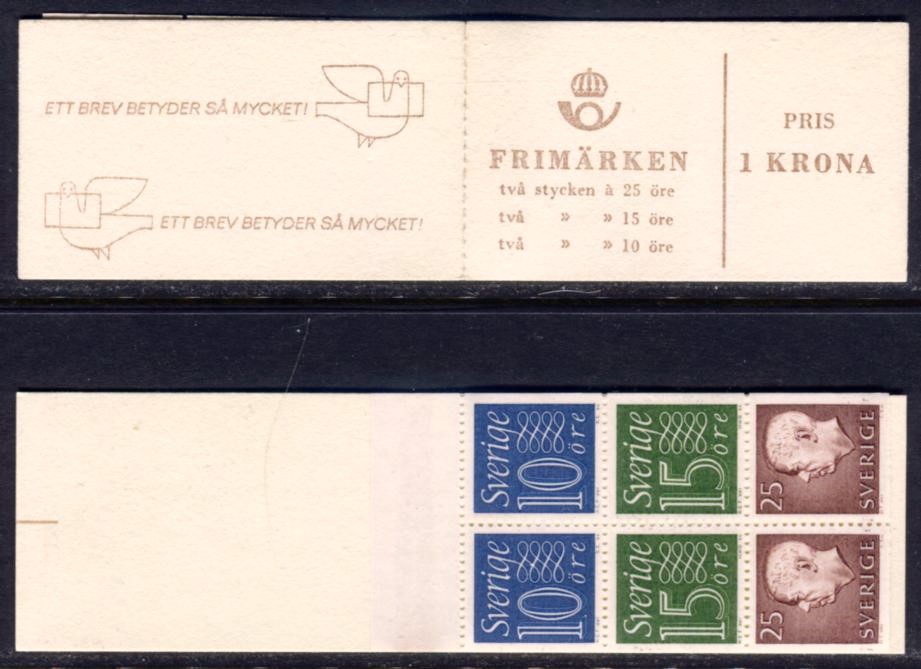 ETT BREV BETYDER SÅ MYCKET!
ETT BREV BETYDER SÅ MYCKET!
FRIMÄRKEN
två stycken à 25 öre
två » » 15 öre
två » » 10 öre
PRIS
1 KRONA
Sverige
10 öre
Sverige
15 öre
25
SVERIGE
Sverige
10 öre
Sverige
15 öre
25
SVERIGE